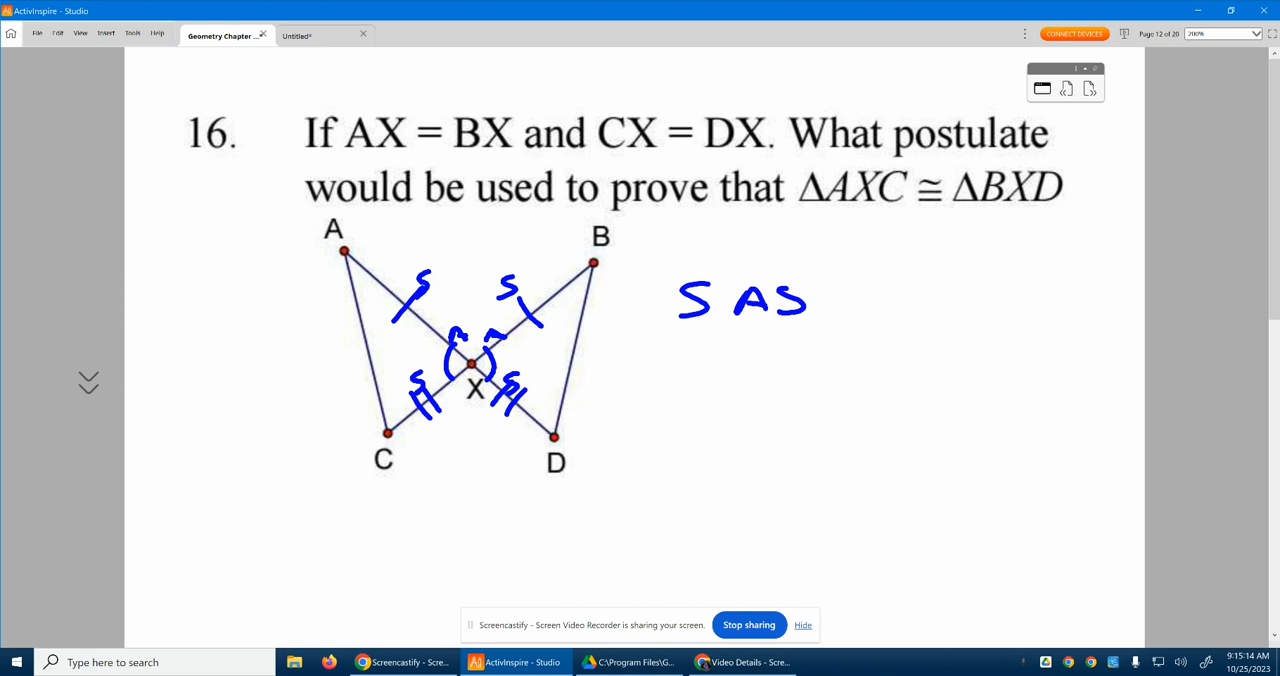 ActivInspire - Studio
File Edit View Insert Tools Help
Geometry Chapter ...*
Untitled*
CONNECT DEVICES
Page 12 of 20
200%
16. If AX = BX and CX = DX. What postulate
would be used to prove that ΔAXC ≅ ΔBXD
A
B
S
S
S A S
A A
X
S
S
C
D
Screencastify - Screen Video Recorder is sharing your screen.
Stop sharing
Hide
Type here to search
Screencastify - Scre...
ActivInspire - Studio
C:\Program Files\G...
Video Details - Scre...
9:15:14 AM
10/25/2023